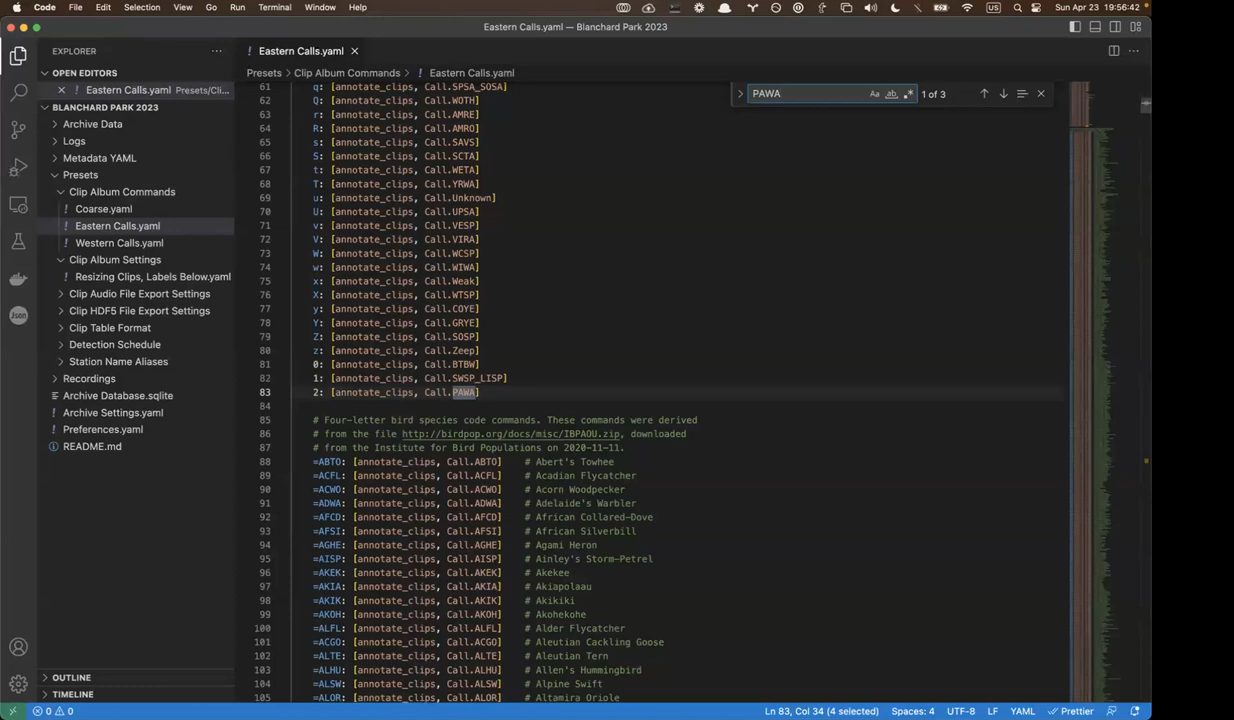 Code File Edit Selection View Go Run Terminal Window Help US Sun Apr 23 19:56:42
Eastern Calls.yaml — Blanchard Park 2023
EXPLORER
Eastern Calls.yaml
OPEN EDITORS
Presets > Clip Album Commands > Eastern Calls.yaml
Eastern Calls.yaml Presets/Cli...
BLANCHARD PARK 2023
Archive Data
Logs
Metadata YAML
Presets
Clip Album Commands
Coarse.yaml
Eastern Calls.yaml
Western Calls.yaml
Clip Album Settings
Resizing Clips, Labels Below.yaml
Clip Audio File Export Settings
Clip HDF5 File Export Settings
Clip Table Format
Detection Schedule
Station Name Aliases
Recordings
Archive Database.sqlite
Archive Settings.yaml
Preferences.yaml
README.md
OUTLINE
TIMELINE
PAWA Aa ab 1 of 3
61 q: [annotate_clips, Call.SPSA_SOSA]
62 Q: [annotate_clips, Call.WOTH]
63 r: [annotate_clips, Call.AMRE]
64 R: [annotate_clips, Call.AMRO]
65 s: [annotate_clips, Call.SAVS]
66 S: [annotate_clips, Call.SCTA]
67 t: [annotate_clips, Call.WETA]
68 T: [annotate_clips, Call.YRWA]
69 u: [annotate_clips, Call.Unknown]
70 U: [annotate_clips, Call.UPSA]
71 v: [annotate_clips, Call.VESP]
72 V: [annotate_clips, Call.VIRA]
73 W: [annotate_clips, Call.WCSP]
74 w: [annotate_clips, Call.WIWA]
75 x: [annotate_clips, Call.Weak]
76 X: [annotate_clips, Call.WTSP]
77 y: [annotate_clips, Call.COYE]
78 Y: [annotate_clips, Call.GRYE]
79 Z: [annotate_clips, Call.SOSP]
80 z: [annotate_clips, Call.Zeep]
81 0: [annotate_clips, Call.BTBW]
82 1: [annotate_clips, Call.SWSP_LISP]
83 2: [annotate_clips, Call.PAWA]
84
85 # Four-letter bird species code commands. These commands were derived
86 # from the file http://birdpop.org/docs/misc/IBPAOU.zip, downloaded
87 # from the Institute for Bird Populations on 2020-11-11.
88 =ABTO: [annotate_clips, Call.ABTO] # Abert's Towhee
89 =ACFL: [annotate_clips, Call.ACFL] # Acadian Flycatcher
90 =ACWO: [annotate_clips, Call.ACWO] # Acorn Woodpecker
91 =ADWA: [annotate_clips, Call.ADWA] # Adelaide's Warbler
92 =AFCD: [annotate_clips, Call.AFCD] # African Collared-Dove
93 =AFSI: [annotate_clips, Call.AFSI] # African Silverbill
94 =AGHE: [annotate_clips, Call.AGHE] # Agami Heron
95 =AISP: [annotate_clips, Call.AISP] # Ainley's Storm-Petrel
96 =AKEK: [annotate_clips, Call.AKEK] # Akekee
97 =AKIA: [annotate_clips, Call.AKIA] # Akiapolaau
98 =AKIK: [annotate_clips, Call.AKIK] # Akikiki
99 =AKOH: [annotate_clips, Call.AKOH] # Akohekohe
100 =ALFL: [annotate_clips, Call.ALFL] # Alder Flycatcher
101 =ACGO: [annotate_clips, Call.ACGO] # Aleutian Cackling Goose
102 =ALTE: [annotate_clips, Call.ALTE] # Aleutian Tern
103 =ALHU: [annotate_clips, Call.ALHU] # Allen's Hummingbird
104 =ALSW: [annotate_clips, Call.ALSW] # Alpine Swift
105 =ALOR: [annotate_clips, Call.ALOR] # Altamira Oriole
0 0 Ln 83, Col 34 (4 selected) Spaces: 4 UTF-8 LF YAML Prettier